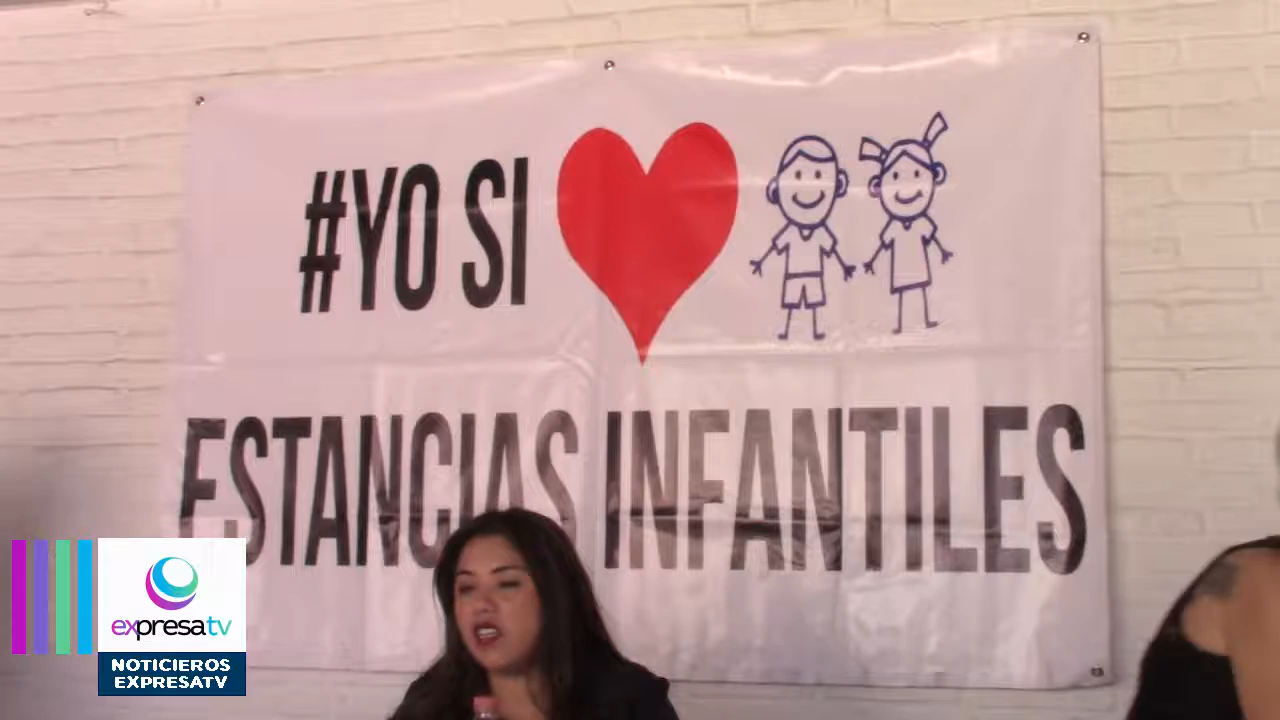 #YO SI
ESTANCIAS INFANTILES
expresatv
NOTICIEROS
EXPRESATV